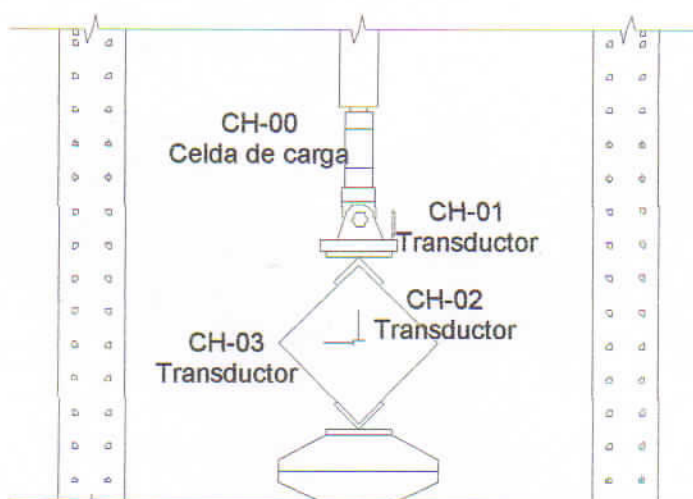 CH-00
Celda de carga
CH-01
Transductor
CH-02
Transductor
CH-03
Transductor